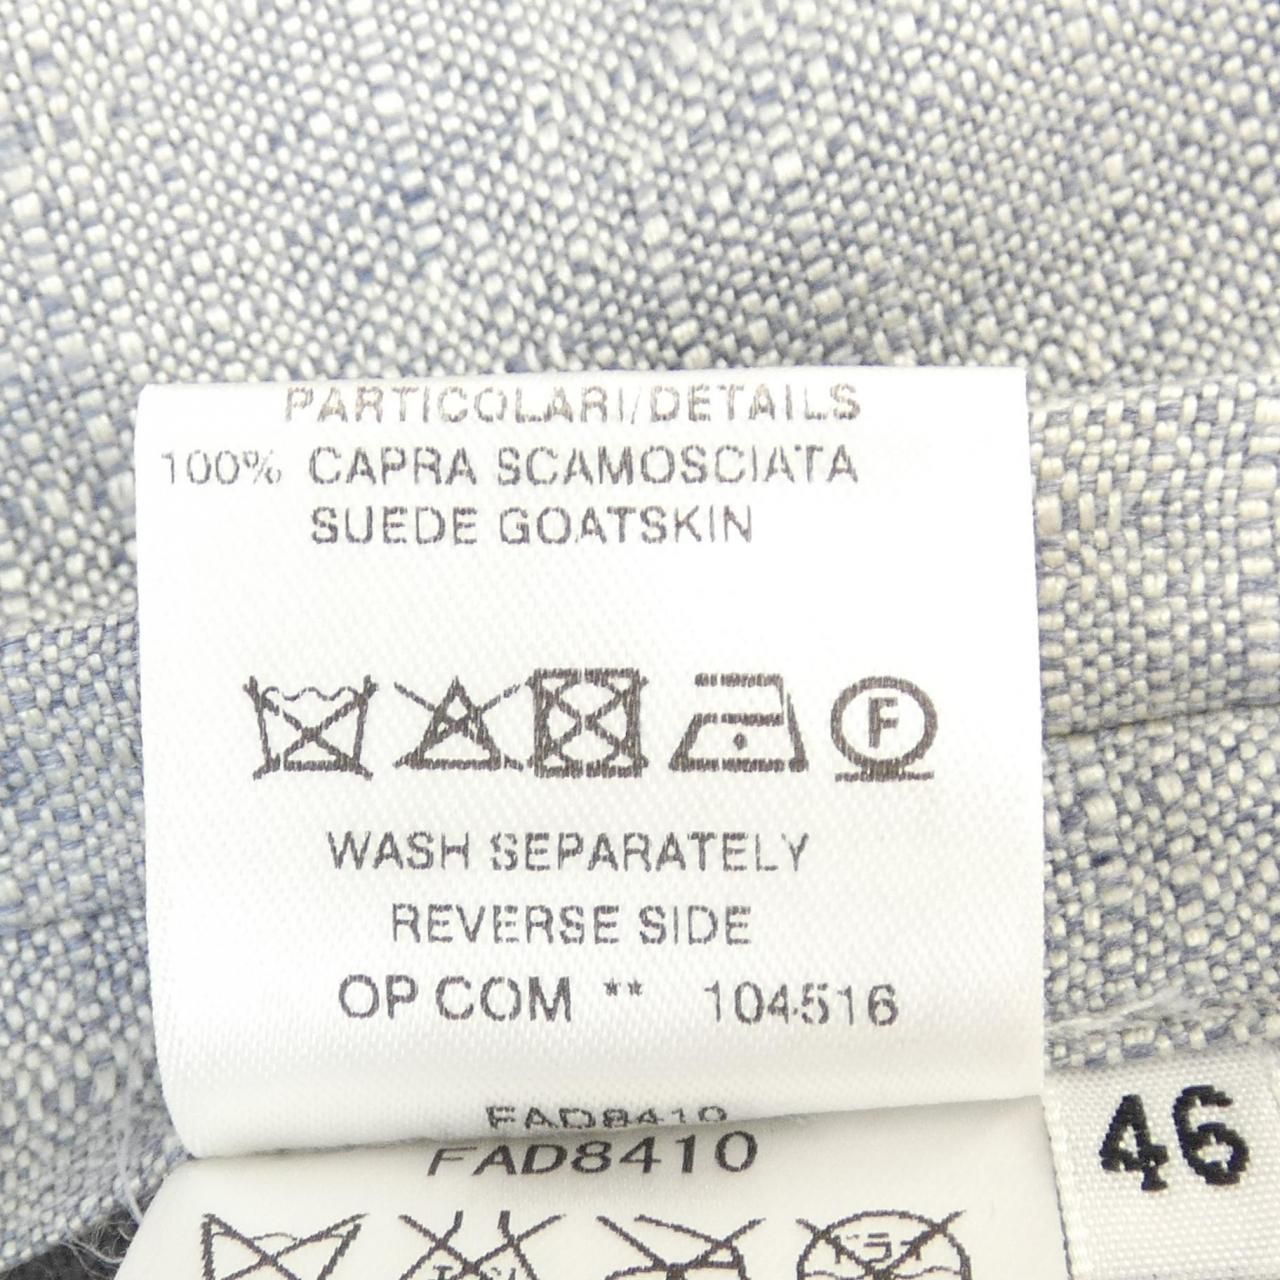 PARTICOLARI/DETAILS
100% CAPRA SCAMOSCIATA
SUEDE GOATSKIN
F
WASH SEPARATELY
REVERSE SIDE
OP COM ** 104516
FAD8410
FAD8410
46